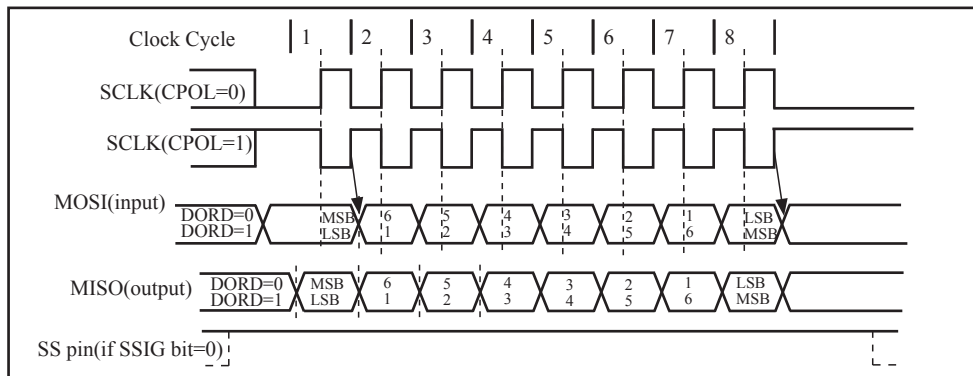 Clock Cycle 1 2 3 4 5 6 7 8
SCLK(CPOL=0)
SCLK(CPOL=1)
MOSI(input)
DORD=0 MSB 6 5 4 3 2 1 LSB
DORD=1 LSB 1 2 3 4 5 6 MSB
MISO(output)
DORD=0 MSB 6 5 4 3 2 1 LSB
DORD=1 LSB 1 2 3 4 5 6 MSB
SS pin(if SSIG bit=0)